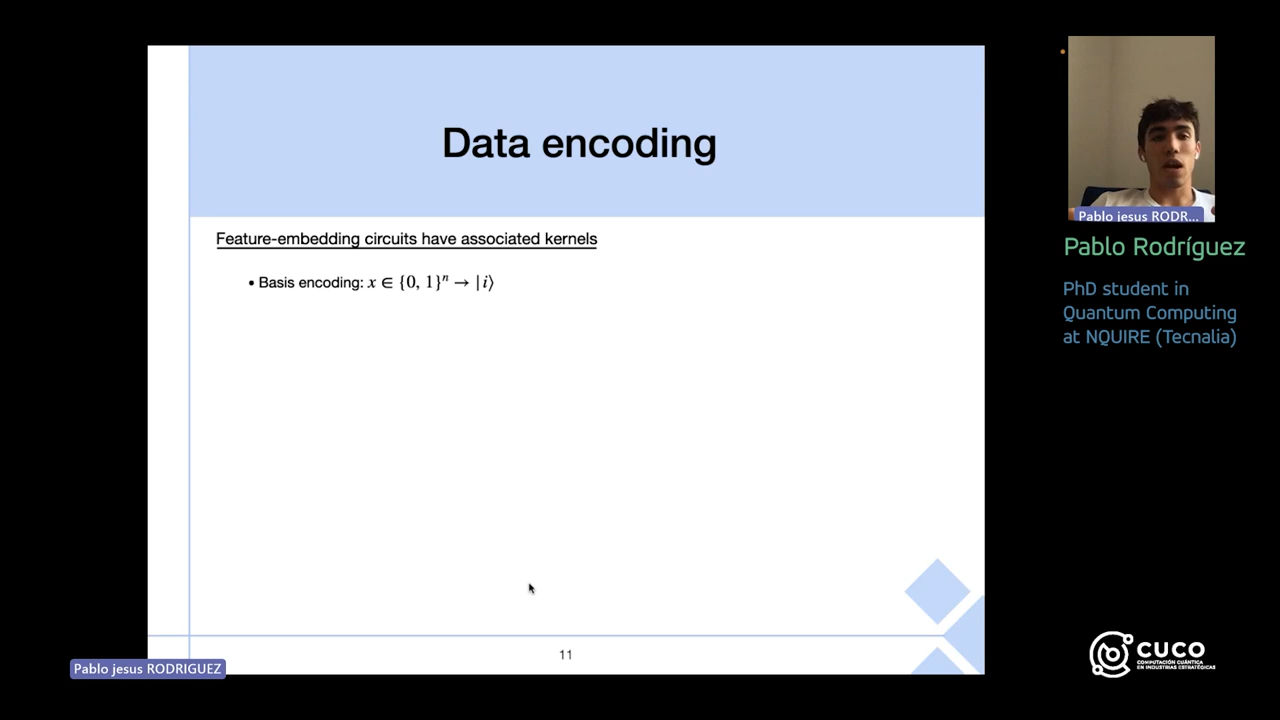 Data encoding
Feature-embedding circuits have associated kernels
• Basis encoding: x ∈ {0, 1}ⁿ → |i⟩
11
Pablo jesus RODRIGUEZ
Pablo jesus RODR...
Pablo Rodríguez
PhD student in
Quantum Computing
at NQUIRE (Tecnalia)
CUCO
COMPUTACIÓN CUÁNTICA
EN INDUSTRIAS ESTRATÉGICAS